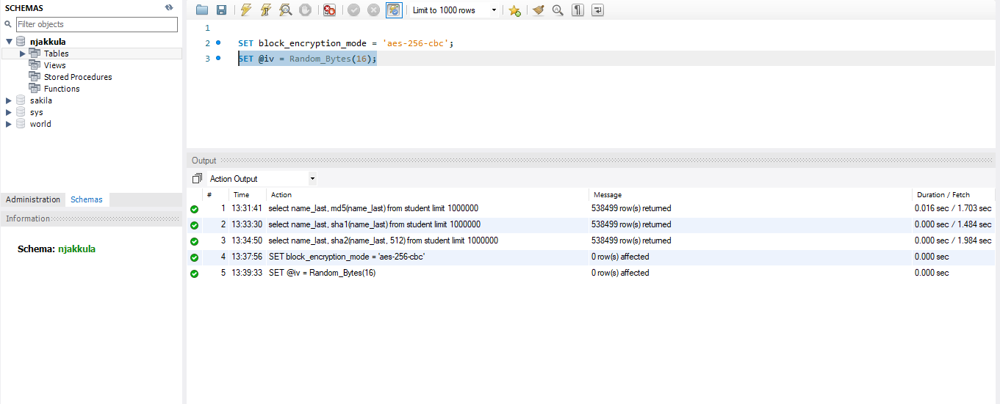 SCHEMAS
Filter objects
njakkula
Tables
Views
Stored Procedures
Functions
sakila
sys
world
Administration Schemas
Information
Schema: njakkula
Limit to 1000 rows
1
2 SET block_encryption_mode = 'aes-256-cbc';
3 SET @iv = Random_Bytes(16);
Output
Action Output
# Time Action Message Duration / Fetch
1 13:31:41 select name_last, md5(name_last) from student limit 1000000 538499 row(s) returned 0.016 sec / 1.703 sec
2 13:33:30 select name_last, sha1(name_last) from student limit 1000000 538499 row(s) returned 0.000 sec / 1.484 sec
3 13:34:50 select name_last, sha2(name_last, 512) from student limit 1000000 538499 row(s) returned 0.000 sec / 1.984 sec
4 13:37:56 SET block_encryption_mode = 'aes-256-cbc' 0 row(s) affected 0.000 sec
5 13:39:33 SET @iv = Random_Bytes(16) 0 row(s) affected 0.000 sec